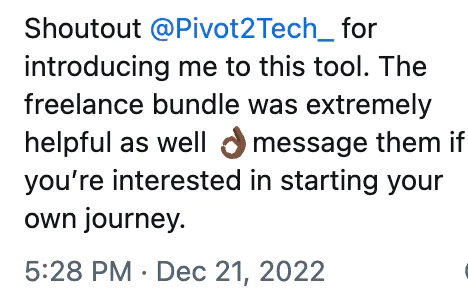 Shoutout @Pivot2Tech_ for
introducing me to this tool. The
freelance bundle was extremely
helpful as well 👌🏾 message them if
you’re interested in starting your
own journey.
5:28 PM · Dec 21, 2022